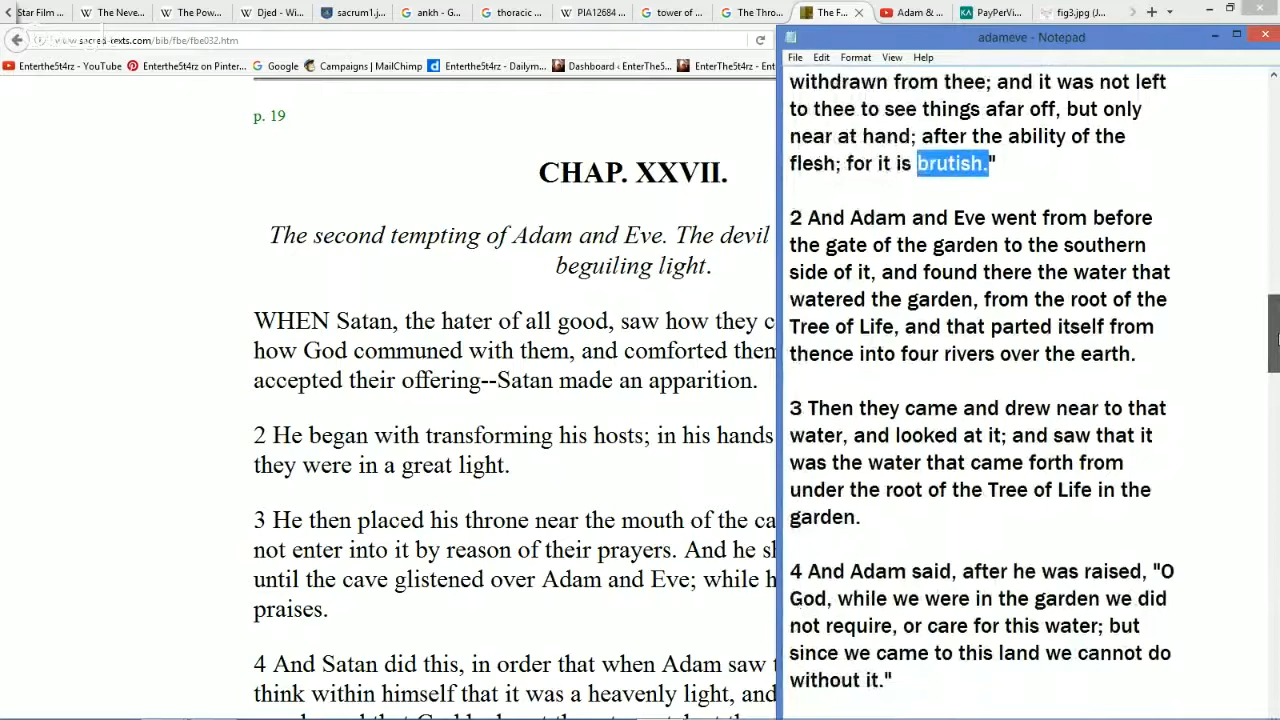 Star Film ... The Neve... The Pow... Djed - Wi... sacrum1.j... ankh - G... thoracic ... PIA12684 ... tower of ... The Thro... The F... Adam & ... PayPerVi... fig3.jpg (J...
adameve - Notepad
www.sacred-texts.com/bib/fbe/fbe032.htm
File Edit Format View Help
Entherthe5t4rz YouTube Enterthe5t4rz on Pinter... Google Campaigns | MailChimp Entherthe5t4rz - Dailym... Dashboard ‹ EnterThe5... Enterthe5t4rz - Ent
p. 19
CHAP. XXVII.
The second tempting of Adam and Eve. The devil
beguiling light.
WHEN Satan, the hater of all good, saw how they c
how God communed with them, and comforted them
accepted their offering--Satan made an apparition.
2 He began with transforming his hosts; in his hands
they were in a great light.
3 He then placed his throne near the mouth of the ca
not enter into it by reason of their prayers. And he sh
until the cave glistened over Adam and Eve; while h
praises.
4 And Satan did this, in order that when Adam saw t
think within himself that it was a heavenly light, and
withdrawn from thee; and it was not left
to thee to see things afar off, but only
near at hand; after the ability of the
flesh; for it is brutish."
2 And Adam and Eve went from before
the gate of the garden to the southern
side of it, and found there the water that
watered the garden, from the root of the
Tree of Life, and that parted itself from
thence into four rivers over the earth.
3 Then they came and drew near to that
water, and looked at it; and saw that it
was the water that came forth from
under the root of the Tree of Life in the
garden.
4 And Adam said, after he was raised, "O
God, while we were in the garden we did
not require, or care for this water; but
since we came to this land we cannot do
without it."